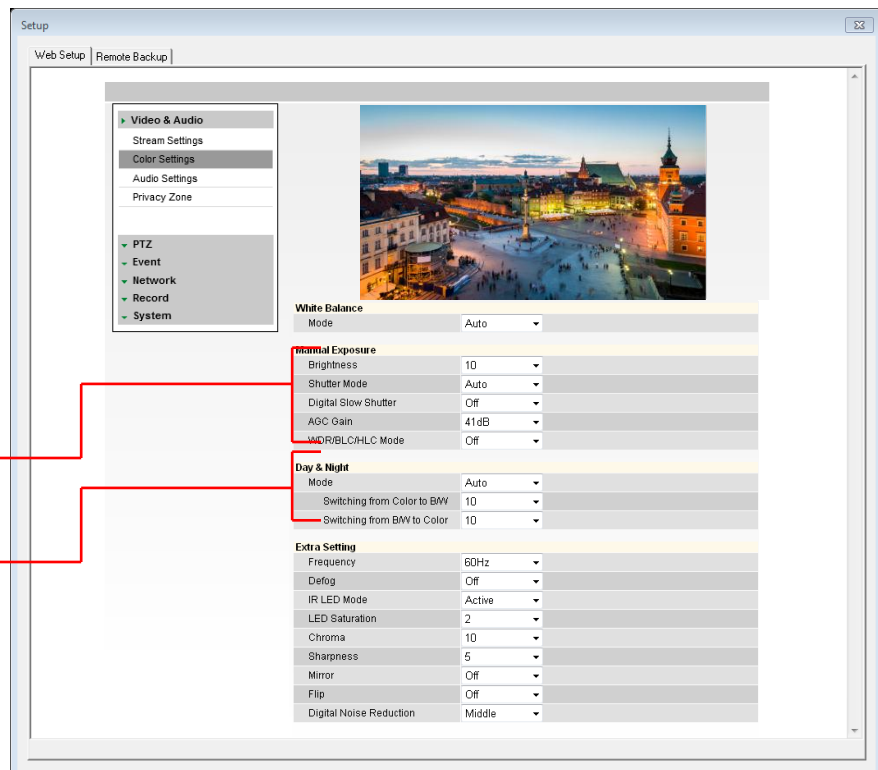 Setup
Web Setup Remote Backup
Video & Audio
Stream Settings
Color Settings
Audio Settings
Privacy Zone
PTZ
Event
Network
Record
System
White Balance
Mode Auto
Manual Exposure
Brightness 10
Shutter Mode Auto
Digital Slow Shutter Off
AGC Gain 41dB
WDR/BLC/HLC Mode Off
Day & Night
Mode Auto
Switching from Color to B/W 10
Switching from B/W to Color 10
Extra Setting
Frequency 60Hz
Defog Off
IR LED Mode Active
LED Saturation 2
Chroma 10
Sharpness 5
Mirror Off
Flip Off
Digital Noise Reduction Middle